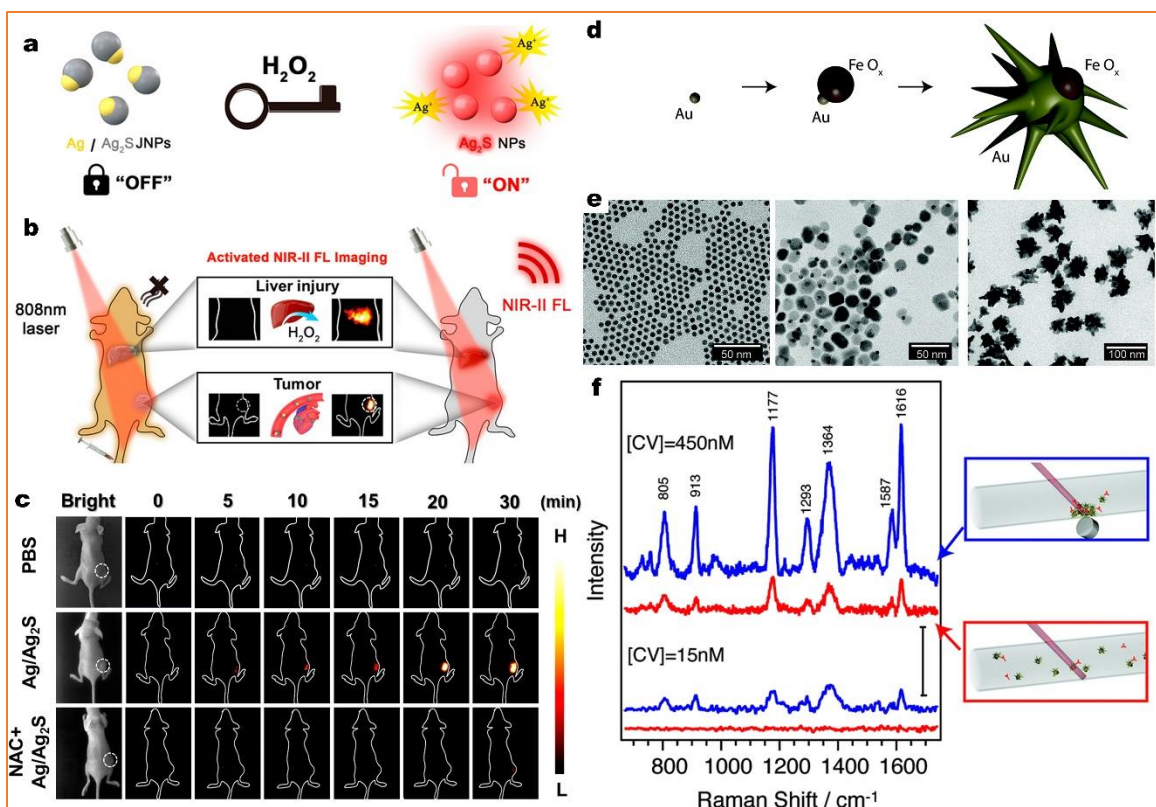 a
H₂O₂
Ag⁺
Ag⁺
Ag⁺
Ag / Ag₂S JNPs
Ag₂S NPs
"OFF"
"ON"
b
Activated NIR-II FL Imaging
808nm
laser
Liver injury
H₂O₂
Tumor
NIR-II FL
c
Bright 0 5 10 15 20 30 (min)
PBS
Ag/Ag₂S
NAC+
Ag/Ag₂S
H
L
d
Au
Fe Oₓ
Au
Fe Oₓ
Au
e
50 nm
50 nm
100 nm
f
[CV]=450nM
805
913
1177
1293
1364
1587
1616
[CV]=15nM
Intensity
800 1000 1200 1400 1600
Raman Shift / cm⁻¹